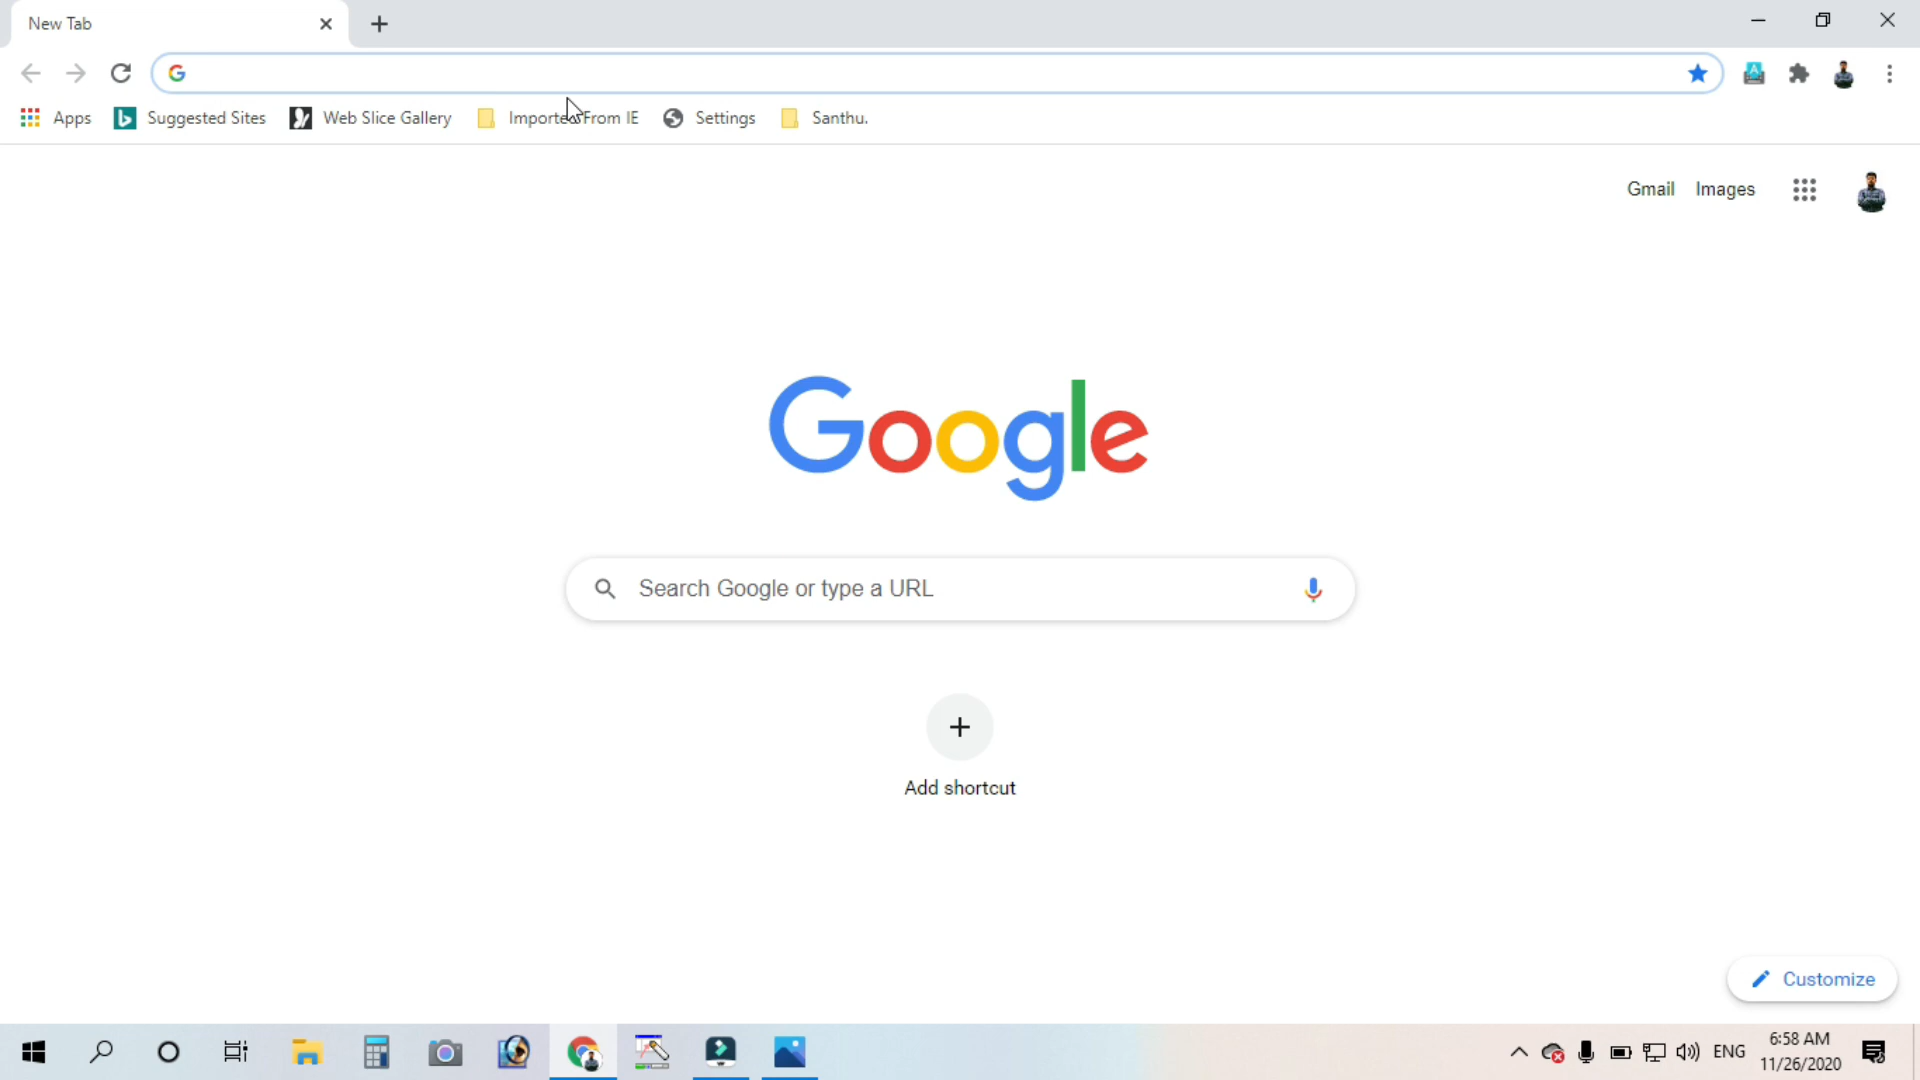 New Tab
Apps
Suggested Sites
Web Slice Gallery
Imported From IE
Settings
Santhu.
Gmail
Images
Google
Search Google or type a URL
Add shortcut
Customize
ENG
6:58 AM
11/26/2020